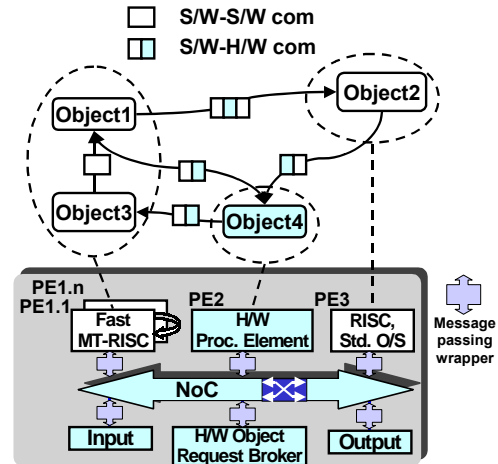 S/W-S/W com
S/W-H/W com
Object1
Object2
Object3
Object4
PE1.n
PE1.1
PE2
PE3
Fast
MT-RISC
H/W
Proc. Element
RISC,
Std. O/S
Message
passing
wrapper
NoC
Input
H/W Object
Request Broker
Output